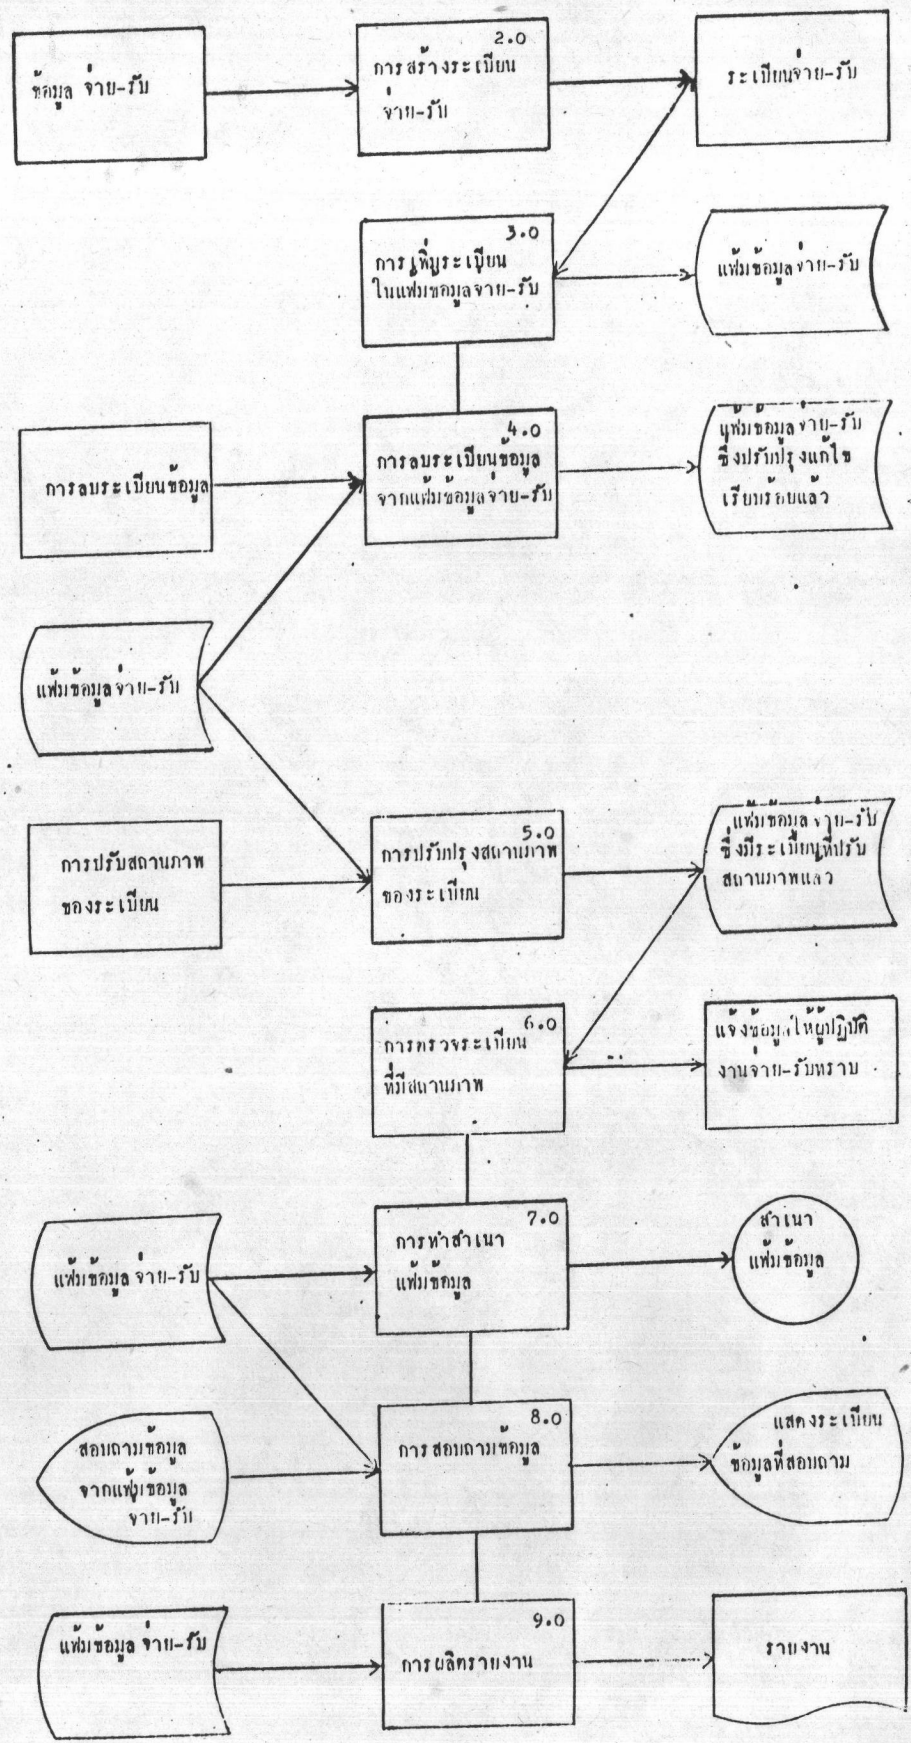 ข้อมูล จ่าย-รับ
2.0
การสร้างระเบียน
จ่าย-รับ
ระเบียนจ่าย-รับ
3.0
การเพิ่มระเบียน
ในแฟ้มข้อมูลจ่าย-รับ
แฟ้มข้อมูลจ่าย-รับ
การลบระเบียนข้อมูล
4.0
การลบระเบียนข้อมูล
จากแฟ้มข้อมูลจ่าย-รับ
แฟ้มข้อมูลจ่าย-รับ
ซึ่งปรับปรุงแก้ไข
เรียบร้อยแล้ว
แฟ้มข้อมูลจ่าย-รับ
การปรับสถานภาพ
ของระเบียน
5.0
การปรับปรุงสถานภาพ
ของระเบียน
แฟ้มข้อมูลจ่าย-รับ
ซึ่งมีระเบียนที่ปรับ
สถานภาพแล้ว
6.0
การตรวจระเบียน
ที่มีสถานภาพ
แจ้งข้อมูลให้ผู้ปฏิบัติ
งานจ่าย-รับทราบ
แฟ้มข้อมูล จ่าย-รับ
7.0
การทำสำเนา
แฟ้มข้อมูล
สำเนา
แฟ้มข้อมูล
สอบถามข้อมูล
จากแฟ้มข้อมูล
จ่าย-รับ
8.0
การสอบถามข้อมูล
แสดงระเบียน
ข้อมูลที่สอบถาม
แฟ้มข้อมูล จ่าย-รับ
9.0
การผลิตรายงาน
รายงาน